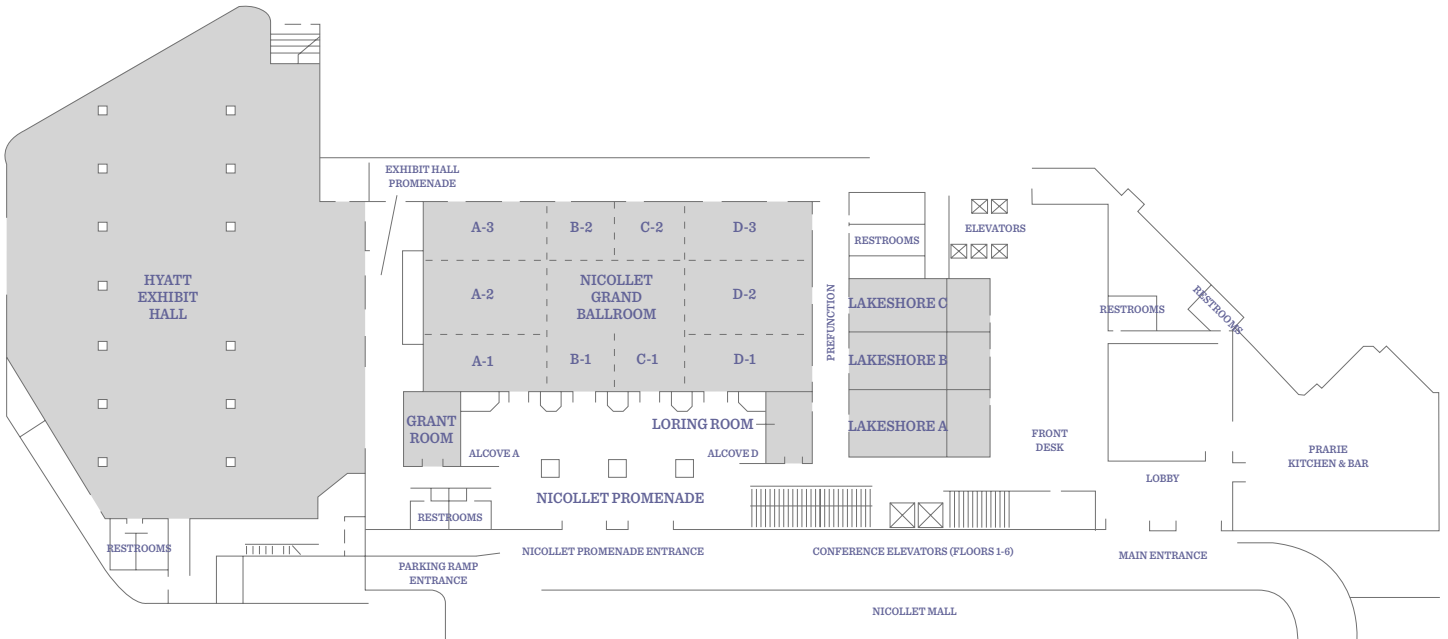 EXHIBIT HALL
PROMENADE
A-3
B-2
C-2
D-3
ELEVATORS
RESTROOMS
HYATT
EXHIBIT
HALL
A-2
NICOLLET
GRAND
BALLROOM
D-2
PREFUNCTION
LAKESHORE C
RESTROOMS
RESTROOMS
A-1
B-1
C-1
D-1
LAKESHORE B
GRANT
ROOM
LORING ROOM
LAKESHORE A
ALCOVE A
ALCOVE D
FRONT
DESK
PRARIE
KITCHEN & BAR
LOBBY
NICOLLET PROMENADE
RESTROOMS
RESTROOMS
NICOLLET PROMENADE ENTRANCE
CONFERENCE ELEVATORS (FLOORS 1-6)
MAIN ENTRANCE
PARKING RAMP
ENTRANCE
NICOLLET MALL